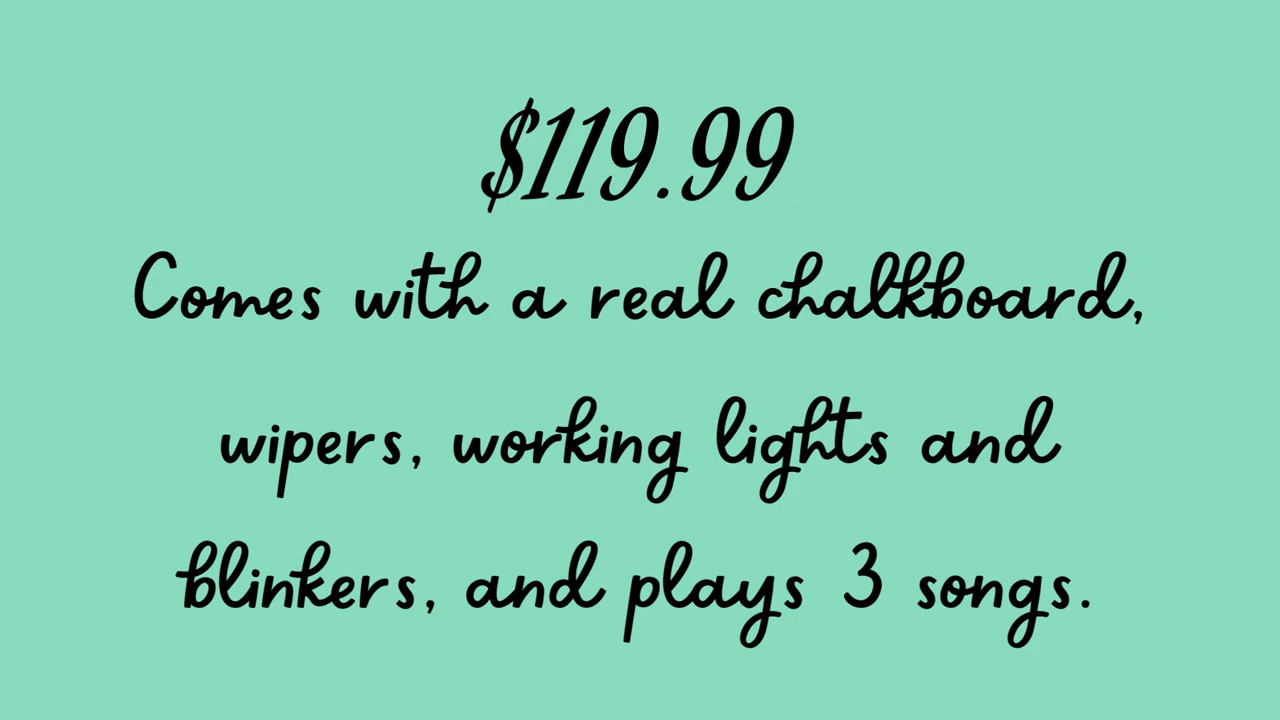 $119.99
Comes with a real chalkboard,
wipers, working lights and
blinkers, and plays 3 songs.